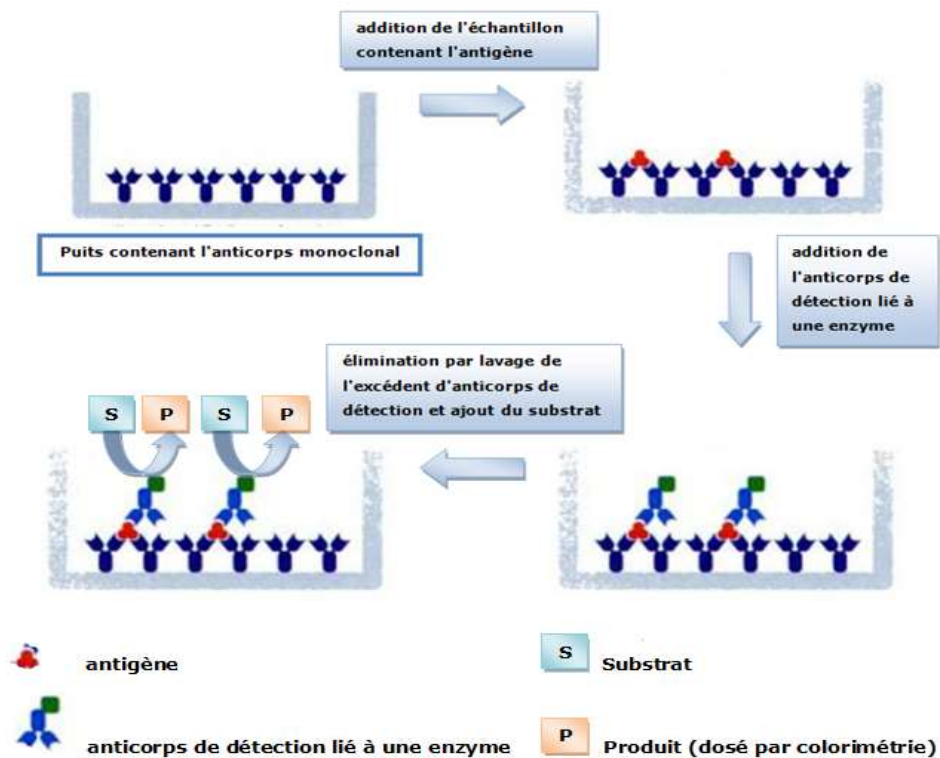 addition de l'échantillon
contenant l'antigène
Puits contenant l'anticorps monoclonal
addition de
l'anticorps de
détection lié à
une enzyme
élimination par lavage de
l'excédent d'anticorps de
détection et ajout du substrat
S P S P
antigène
S Substrat
anticorps de détection lié à une enzyme
P Produit (dosé par colorimétrie)